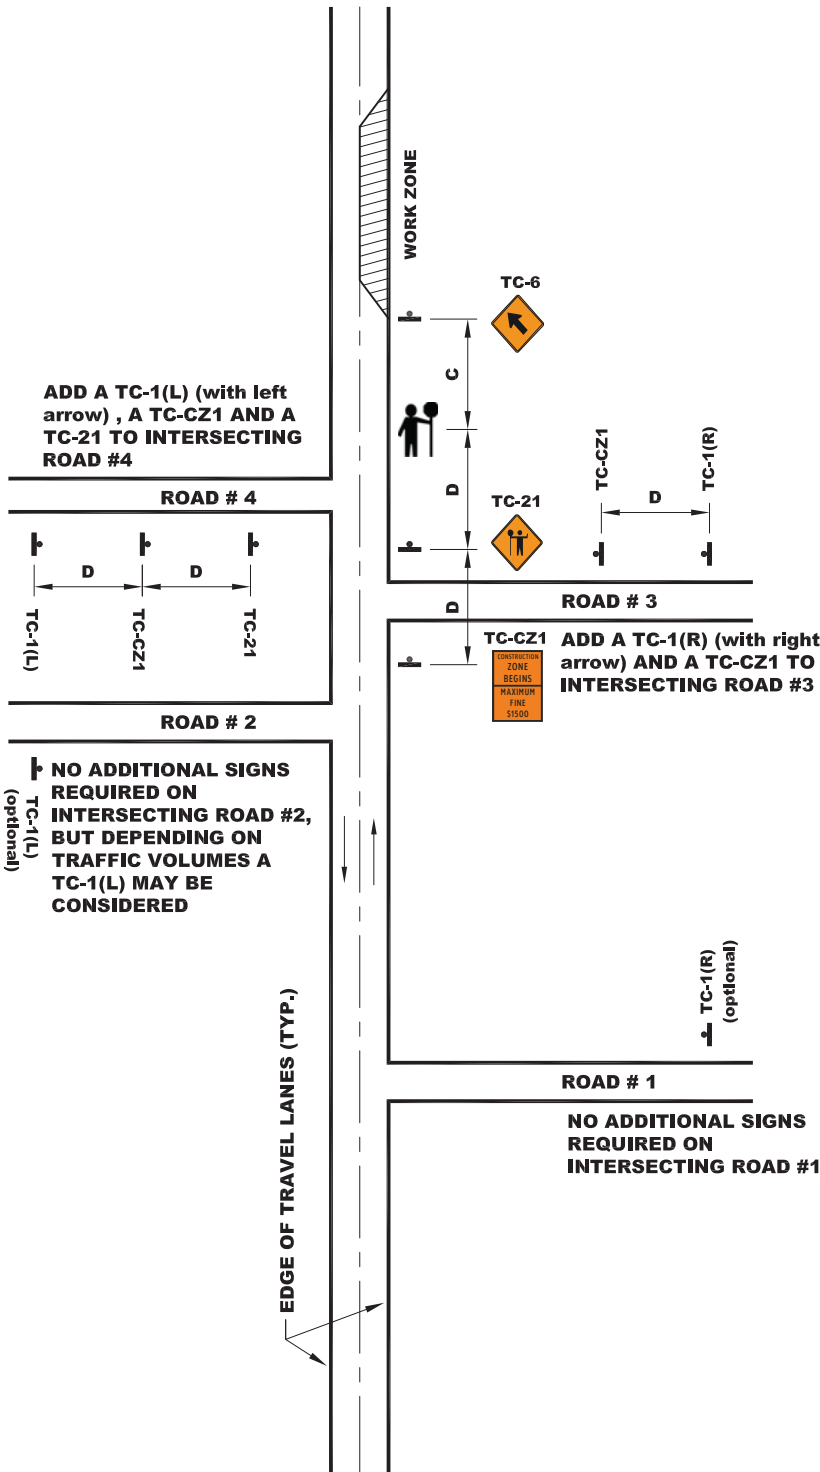 WORK ZONE
TC-6
C
ADD A TC-1(L) (with left
arrow) , A TC-CZ1 AND A
TC-21 TO INTERSECTING
ROAD #4
TC-CZ1
TC-1(R)
D
D
TC-21
ROAD # 4
D
D
TC-1(L)
TC-CZ1
TC-21
ROAD # 3
D
TC-CZ1
CONSTRUCTION
ZONE
BEGINS
MAXIMUM
FINE
$1500
ADD A TC-1(R) (with right
arrow) AND A TC-CZ1 TO
INTERSECTING ROAD #3
ROAD # 2
TC-1(L)
(optional)
NO ADDITIONAL SIGNS
REQUIRED ON
INTERSECTING ROAD #2,
BUT DEPENDING ON
TRAFFIC VOLUMES A
TC-1(L) MAY BE
CONSIDERED
TC-1(R)
(optional)
EDGE OF TRAVEL LANES (TYP.)
ROAD # 1
NO ADDITIONAL SIGNS
REQUIRED ON
INTERSECTING ROAD #1